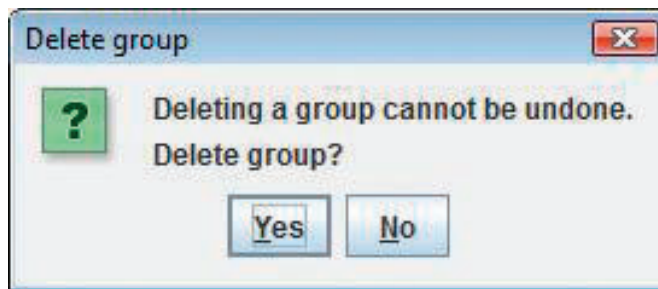 Delete group
Deleting a group cannot be undone.
Delete group?
Yes No